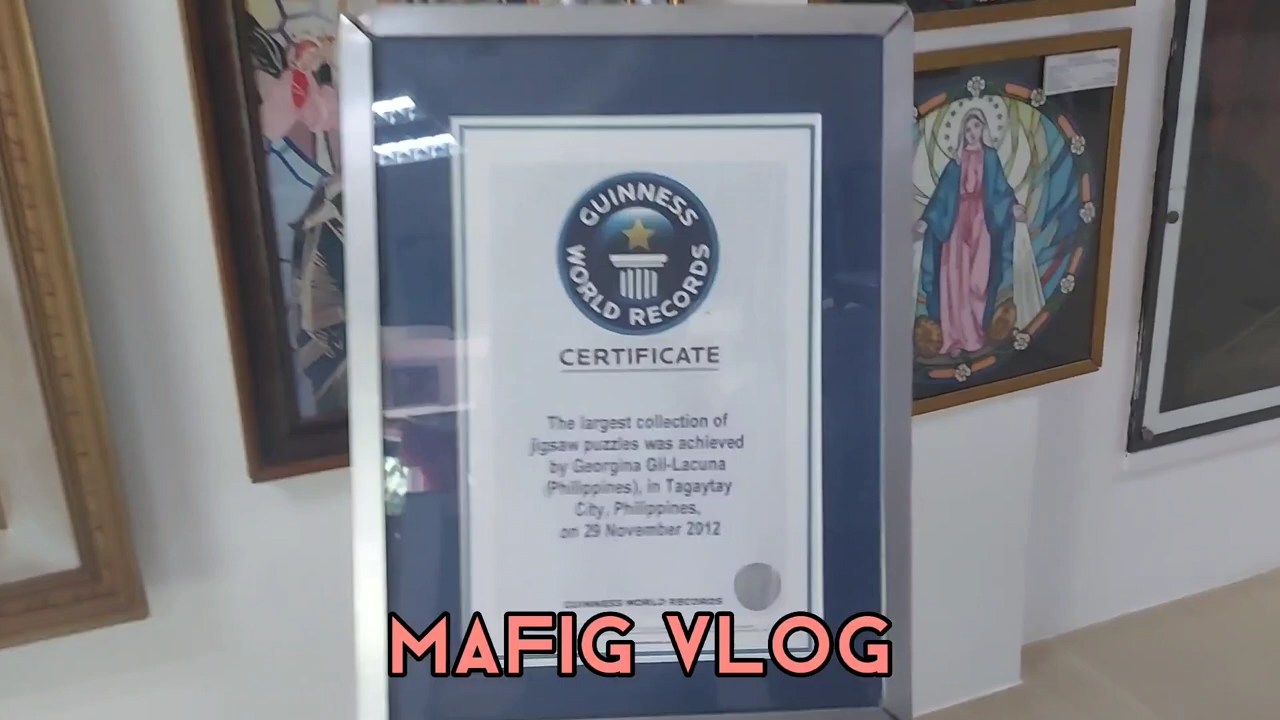 GUINNESS
WORLD RECORDS
CERTIFICATE
The largest collection of
jigsaw puzzles was achieved
by Georgina Gil-Lacuna
(Philippines), in Tagaytay
City, Philippines,
on 29 November 2012
GUINNESS WORLD RECORDS
MAFIG VLOG